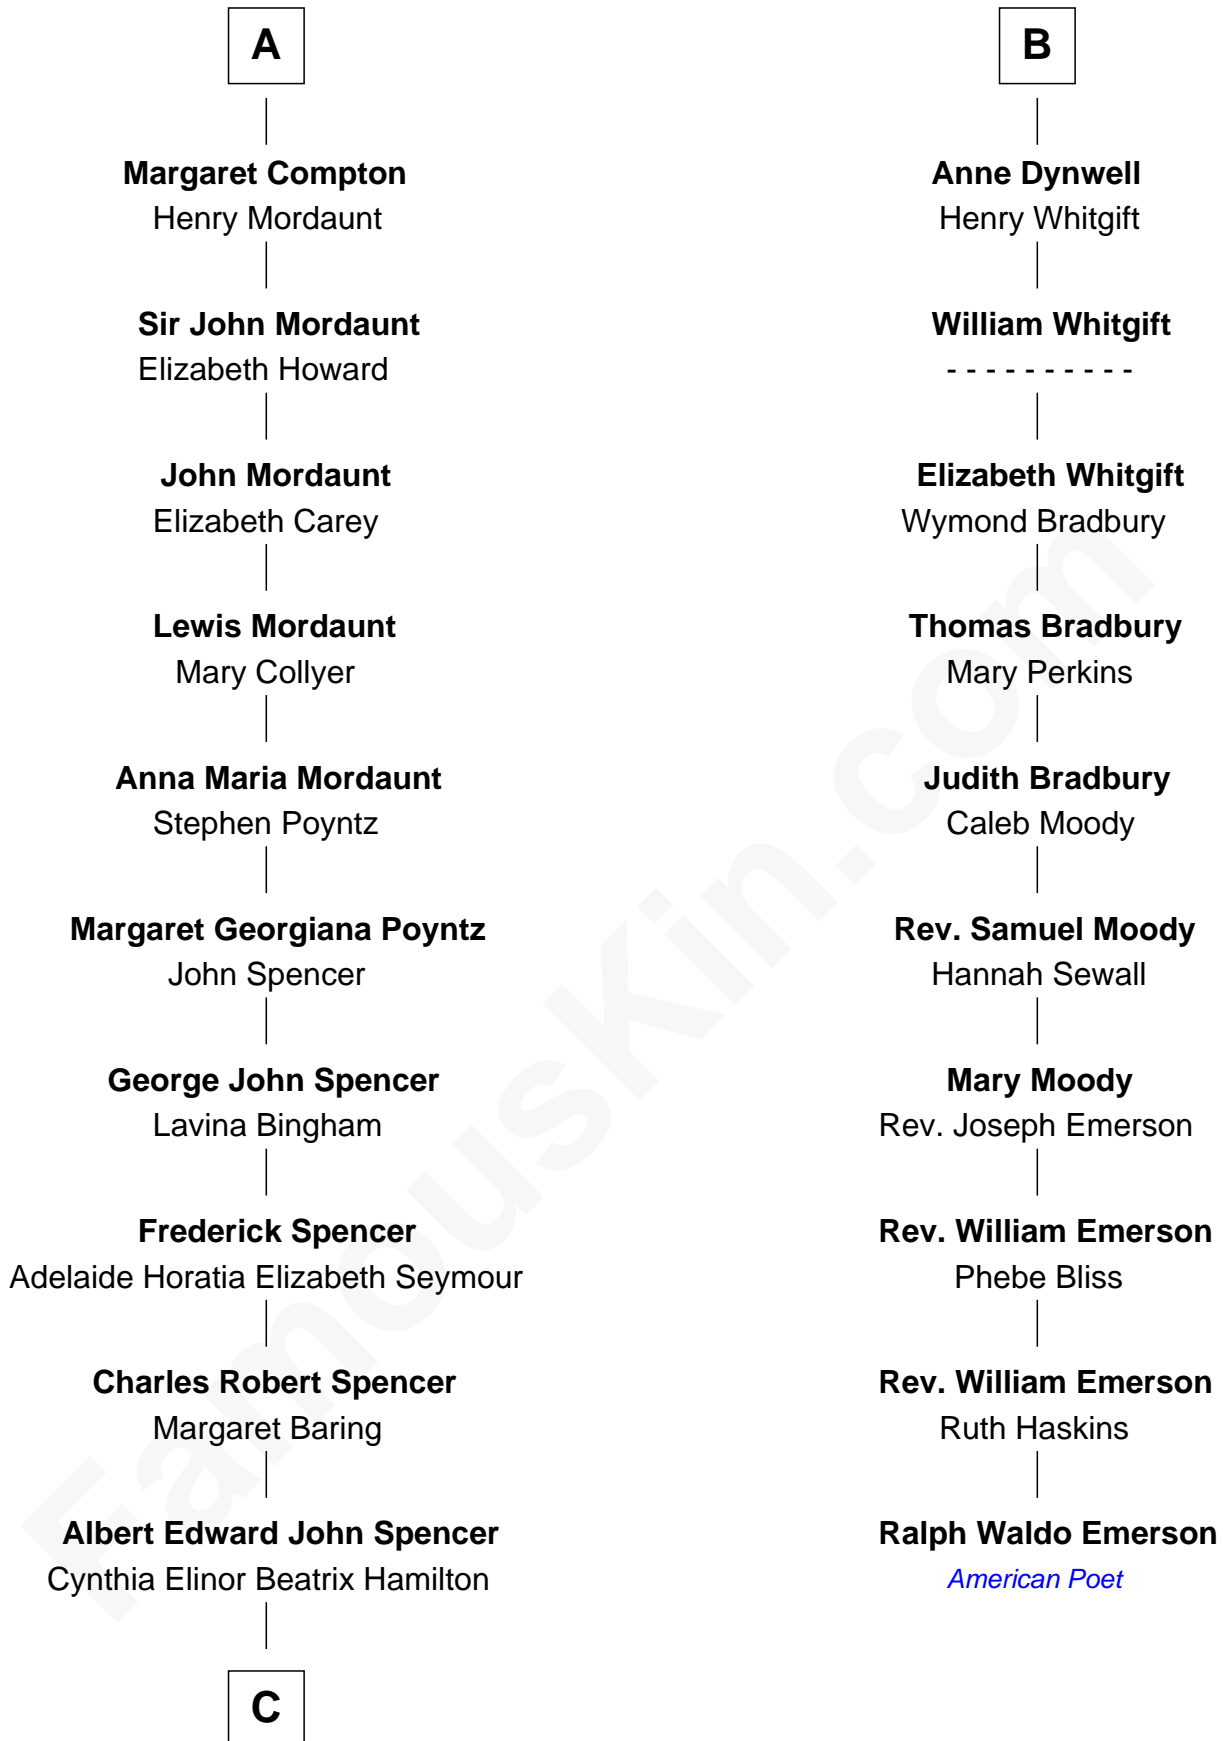 A
Margaret Compton
Henry Mordaunt
Sir John Mordaunt
Elizabeth Howard
John Mordaunt
Elizabeth Carey
Lewis Mordaunt
Mary Collyer
Anna Maria Mordaunt
Stephen Poyntz
Margaret Georgiana Poyntz
John Spencer
George John Spencer
Lavina Bingham
Frederick Spencer
Adelaide Horatia Elizabeth Seymour
Charles Robert Spencer
Margaret Baring
Albert Edward John Spencer
Cynthia Elinor Beatrix Hamilton
C
B
Anne Dynwell
Henry Whitgift
William Whitgift
- - - - - - - - - -
Elizabeth Whitgift
Wymond Bradbury
Thomas Bradbury
Mary Perkins
Judith Bradbury
Caleb Moody
Rev. Samuel Moody
Hannah Sewall
Mary Moody
Rev. Joseph Emerson
Rev. William Emerson
Phebe Bliss
Rev. William Emerson
Ruth Haskins
Ralph Waldo Emerson
American Poet
FamousKin.com